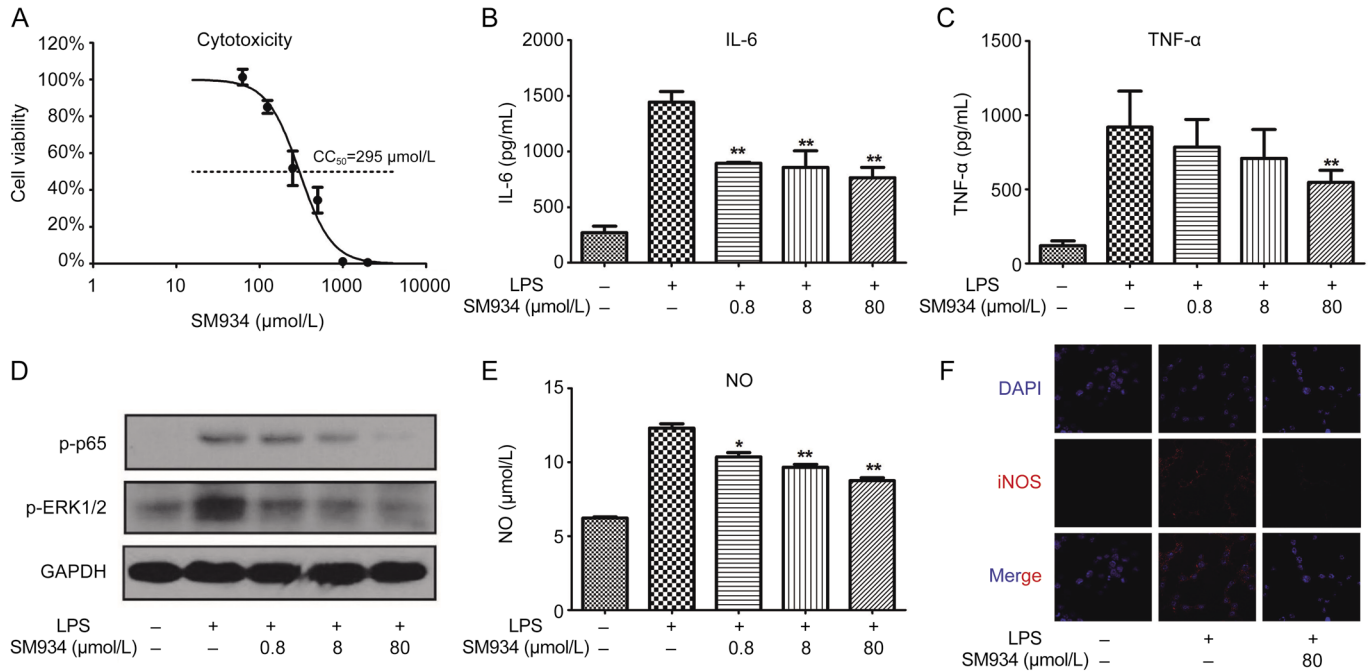 A
Cytotoxicity
120%
100%
80%
60%
40%
20%
0%
Cell viability
CC50=295 µmol/L
1 10 100 1000 10000
SM934 (µmol/L)
B
IL-6
2000
1500
1000
500
0
IL-6 (pg/mL)
** ** **
LPS – + + + +
SM934 (µmol/L) – – 0.8 8 80
C
TNF-α
1500
1000
500
0
TNF-α (pg/mL)
**
LPS – + + + +
SM934 (µmol/L) – – 0.8 8 80
D
p-p65
p-ERK1/2
GAPDH
LPS – + + + +
SM934 (µmol/L) – – 0.8 8 80
E
NO
15
10
5
0
NO (µmol/L)
* ** **
LPS – + + + +
SM934 (µmol/L) – – 0.8 8 80
F
DAPI
iNOS
Merge
LPS – + +
SM934 (µmol/L) – – 80